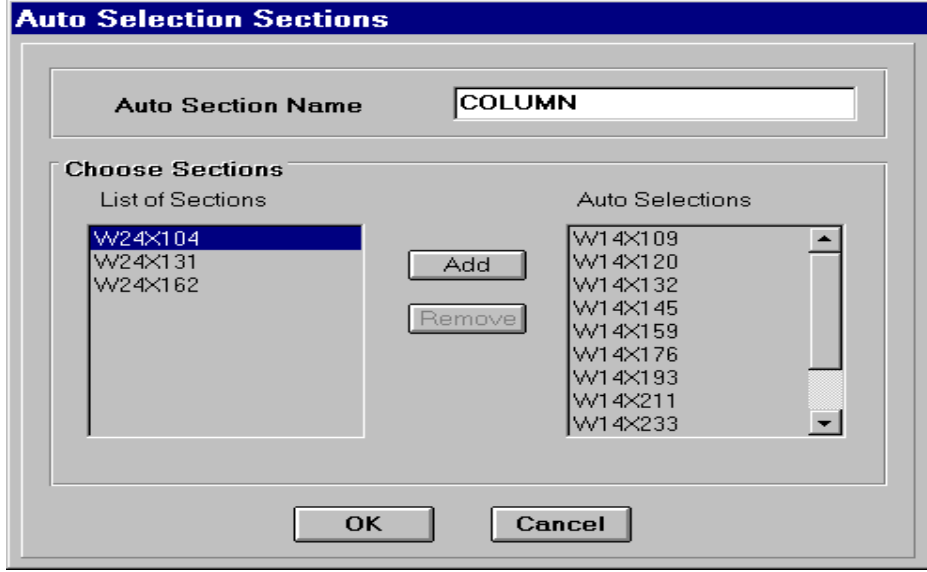 Auto Selection Sections
Auto Section Name
COLUMN
Choose Sections
List of Sections
W24X104
W24X131
W24X162
Add
Remove
Auto Selections
W14X109
W14X120
W14X132
W14X145
W14X159
W14X176
W14X193
W14X211
W14X233
OK
Cancel